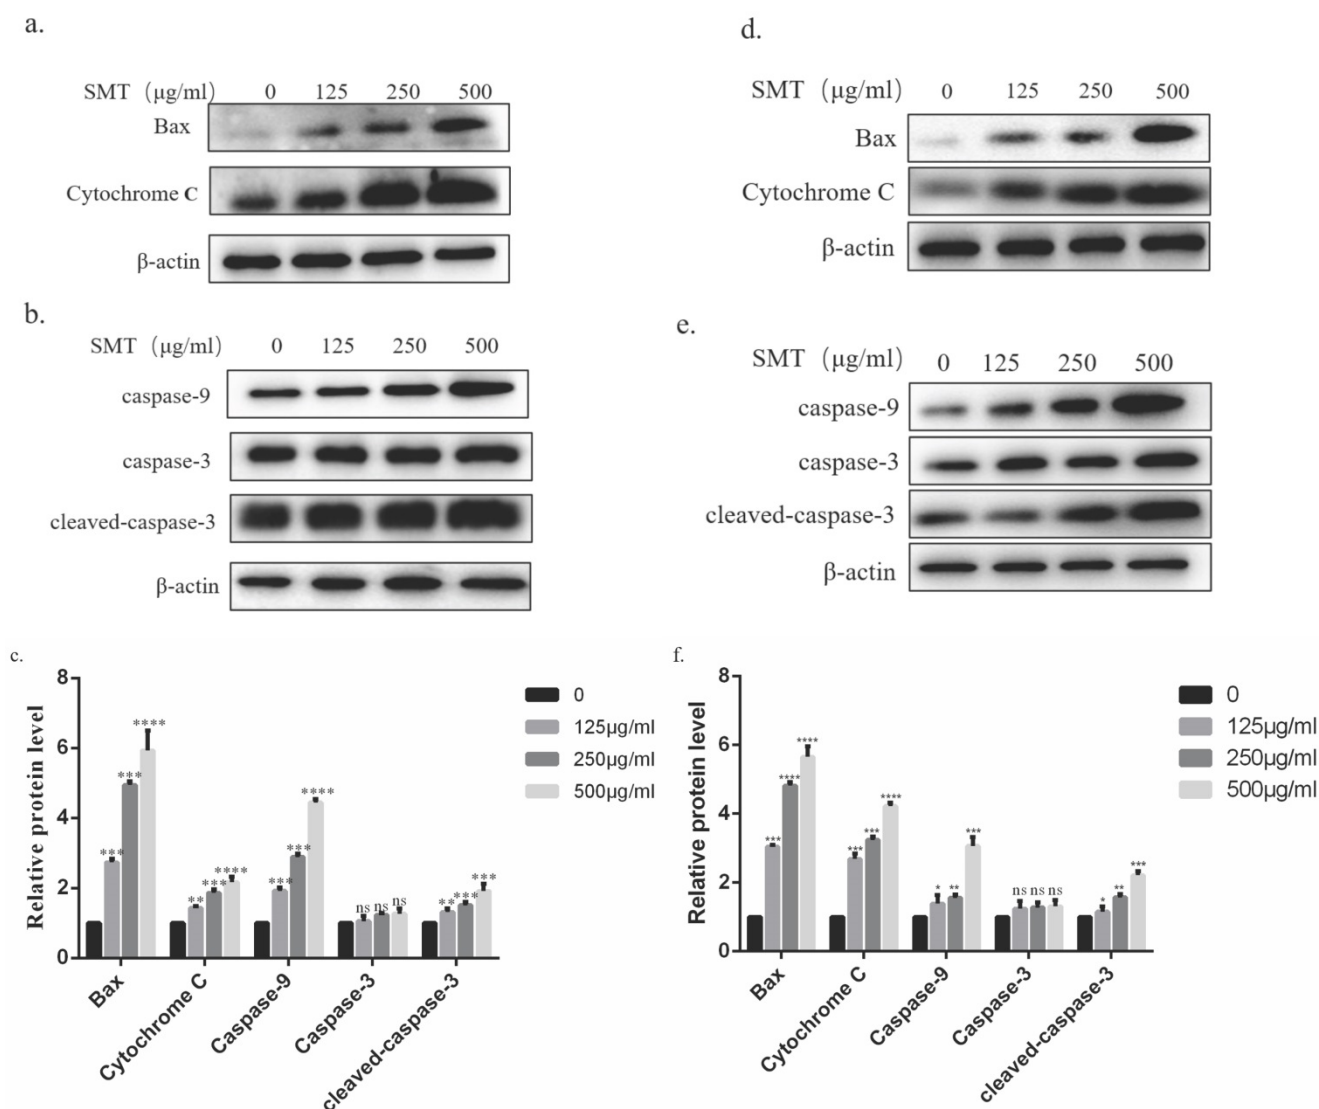 a.
SMT（μg/ml） 0 125 250 500
Bax
Cytochrome C
β-actin
b.
SMT（μg/ml） 0 125 250 500
caspase-9
caspase-3
cleaved-caspase-3
β-actin
d.
SMT（μg/ml） 0 125 250 500
Bax
Cytochrome C
β-actin
e.
SMT（μg/ml） 0 125 250 500
caspase-9
caspase-3
cleaved-caspase-3
β-actin
c.
Relative protein level
8
6
4
2
0
*** *** ****
** *** ****
*** *** ****
ns ns ns
** *** ***
Bax
Cytochrome C
Caspase-9
Caspase-3
cleaved-caspase-3
0
125μg/ml
250μg/ml
500μg/ml
f.
Relative protein level
8
6
4
2
0
*** **** ****
*** *** ****
* ** ***
ns ns ns
* ** ***
Bax
Cytochrome C
Caspase-9
Caspase-3
cleaved-caspase-3
0
125μg/ml
250μg/ml
500μg/ml